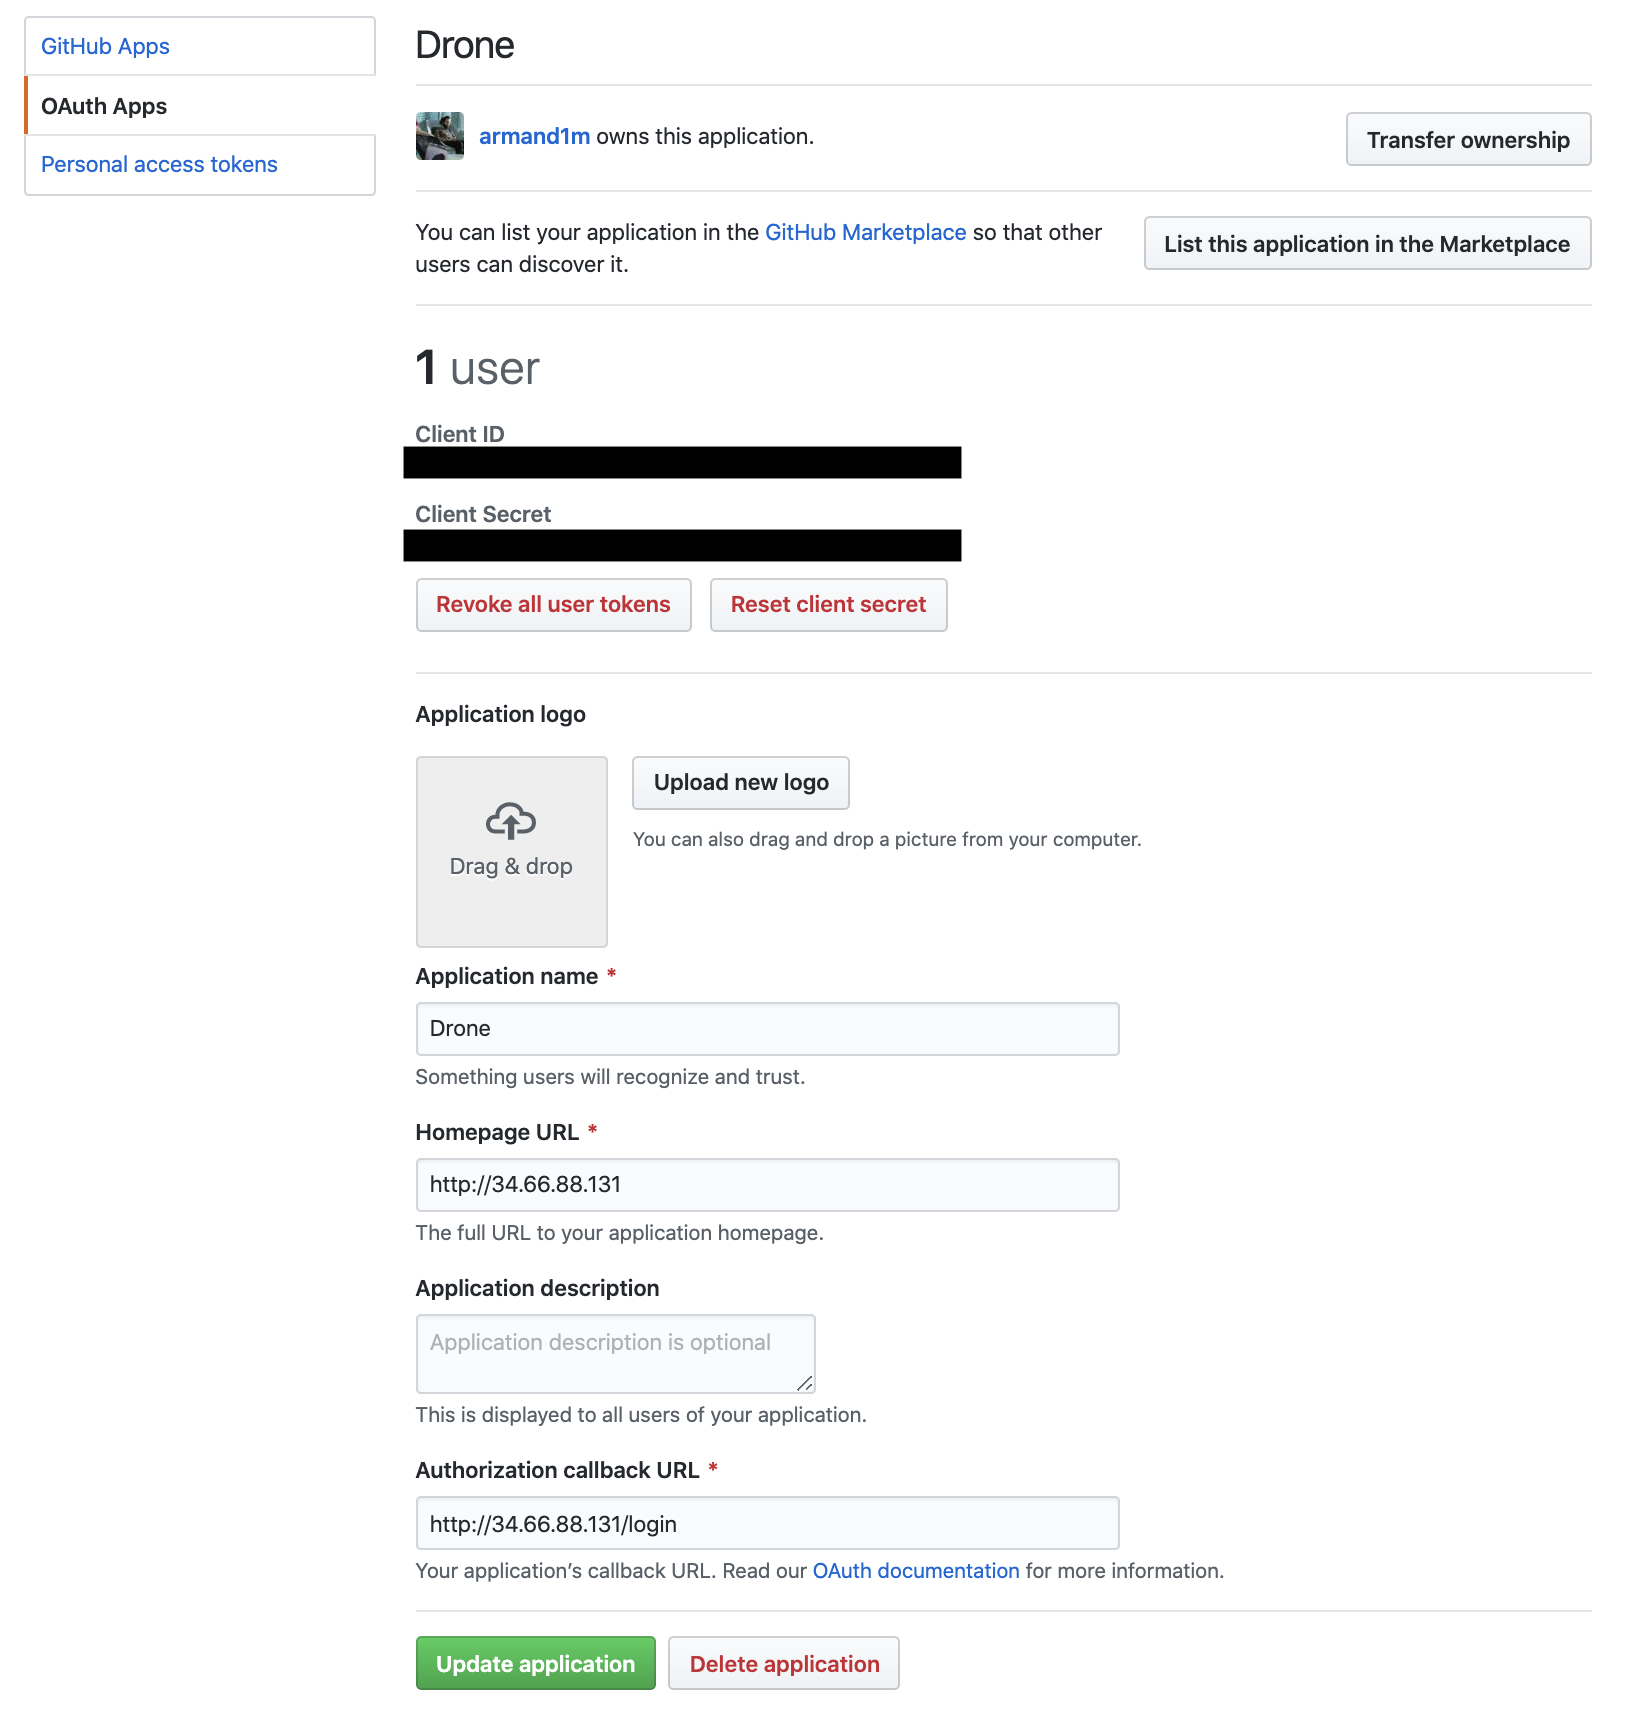 GitHub Apps
OAuth Apps
Personal access tokens
Drone
armand1m owns this application.
Transfer ownership
You can list your application in the GitHub Marketplace so that other
users can discover it.
List this application in the Marketplace
1 user
Client ID
Client Secret
Revoke all user tokens
Reset client secret
Application logo
Drag & drop
Upload new logo
You can also drag and drop a picture from your computer.
Application name *
Drone
Something users will recognize and trust.
Homepage URL *
http://34.66.88.131
The full URL to your application homepage.
Application description
Application description is optional
This is displayed to all users of your application.
Authorization callback URL *
http://34.66.88.131/login
Your application’s callback URL. Read our OAuth documentation for more information.
Update application
Delete application